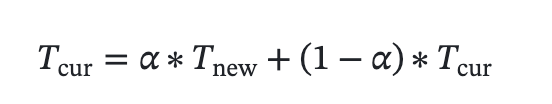 T_cur = α ∗ T_new + (1 − α) ∗ T_cur